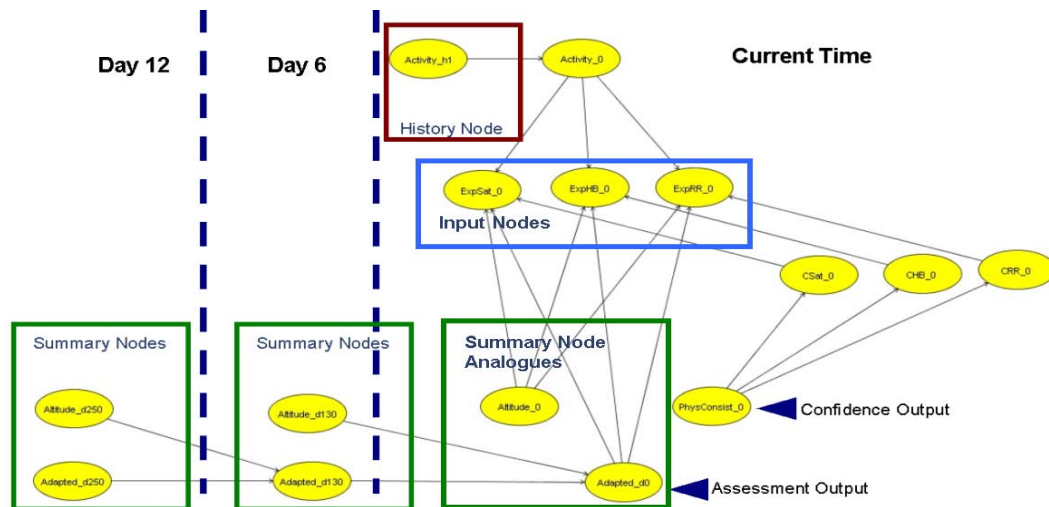 Day 12
Day 6
Current Time
Activity_h1
Activity_0
History Node
ExpSat_0
ExpHB_0
ExpRR_0
Input Nodes
CSat_0
CHB_0
CRR_0
Summary Nodes
Summary Nodes
Summary Node
Analogues
Altitude_d250
Altitude_d130
Altitude_0
PhysConsist_0
Confidence Output
Adapted_d250
Adapted_d130
Adapted_d0
Assessment Output